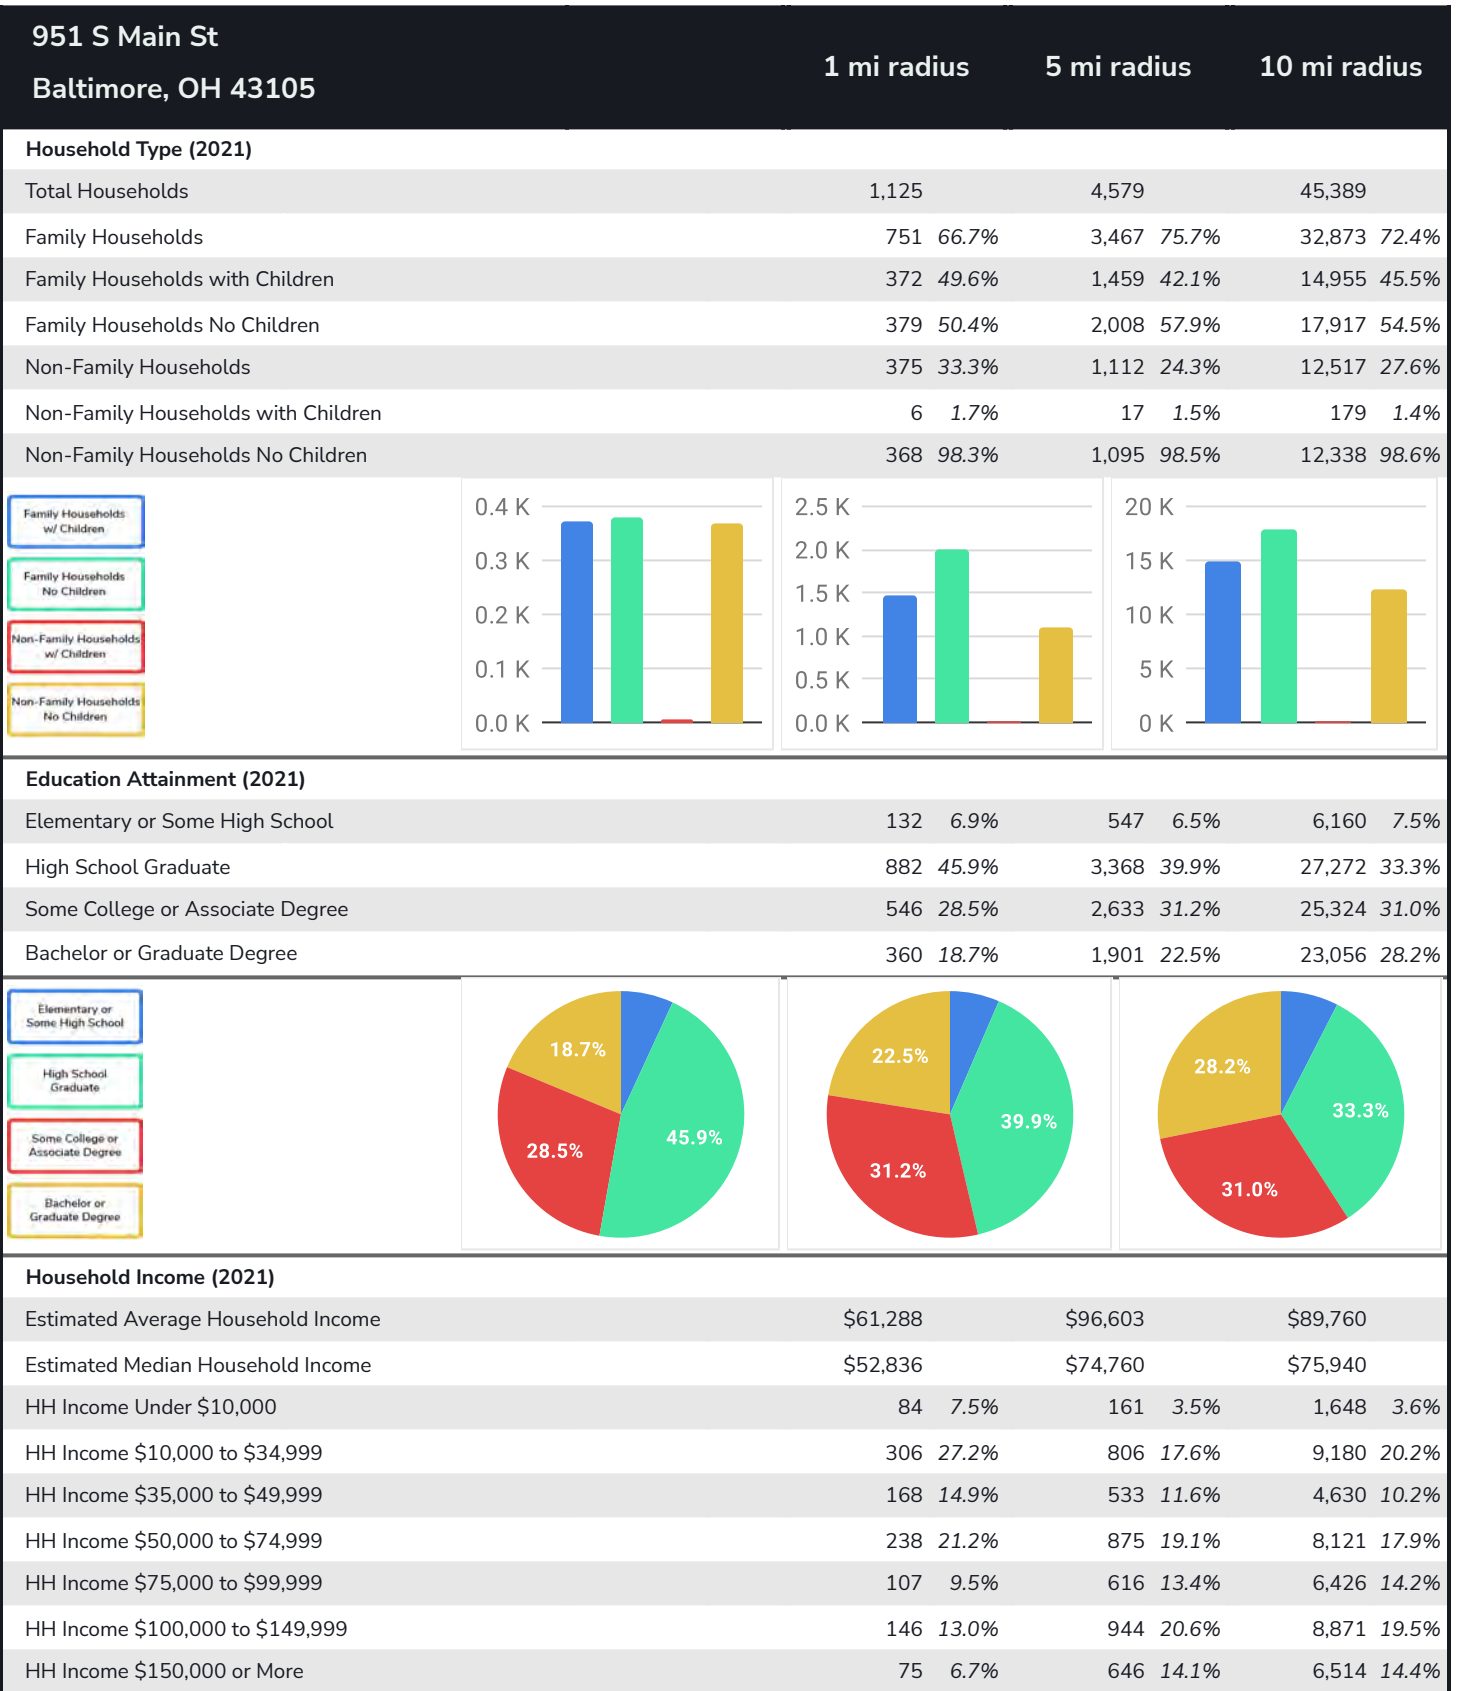 951 S Main St
Baltimore, OH 43105
1 mi radius 5 mi radius 10 mi radius
Household Type (2021)
Total Households 1,125 4,579 45,389
Family Households 751 66.7% 3,467 75.7% 32,873 72.4%
Family Households with Children 372 49.6% 1,459 42.1% 14,955 45.5%
Family Households No Children 379 50.4% 2,008 57.9% 17,917 54.5%
Non-Family Households 375 33.3% 1,112 24.3% 12,517 27.6%
Non-Family Households with Children 6 1.7% 17 1.5% 179 1.4%
Non-Family Households No Children 368 98.3% 1,095 98.5% 12,338 98.6%
Family Households
w/ Children
Family Households
No Children
Non-Family Households
w/ Children
Non-Family Households
No Children
0.4 K
0.3 K
0.2 K
0.1 K
0.0 K
2.5 K
2.0 K
1.5 K
1.0 K
0.5 K
0.0 K
20 K
15 K
10 K
5 K
0 K
Education Attainment (2021)
Elementary or Some High School 132 6.9% 547 6.5% 6,160 7.5%
High School Graduate 882 45.9% 3,368 39.9% 27,272 33.3%
Some College or Associate Degree 546 28.5% 2,633 31.2% 25,324 31.0%
Bachelor or Graduate Degree 360 18.7% 1,901 22.5% 23,056 28.2%
Elementary or
Some High School
High School
Graduate
Some College or
Associate Degree
Bachelor or
Graduate Degree
18.7%
45.9%
28.5%
22.5%
39.9%
31.2%
28.2%
33.3%
31.0%
Household Income (2021)
Estimated Average Household Income $61,288 $96,603 $89,760
Estimated Median Household Income $52,836 $74,760 $75,940
HH Income Under $10,000 84 7.5% 161 3.5% 1,648 3.6%
HH Income $10,000 to $34,999 306 27.2% 806 17.6% 9,180 20.2%
HH Income $35,000 to $49,999 168 14.9% 533 11.6% 4,630 10.2%
HH Income $50,000 to $74,999 238 21.2% 875 19.1% 8,121 17.9%
HH Income $75,000 to $99,999 107 9.5% 616 13.4% 6,426 14.2%
HH Income $100,000 to $149,999 146 13.0% 944 20.6% 8,871 19.5%
HH Income $150,000 or More 75 6.7% 646 14.1% 6,514 14.4%